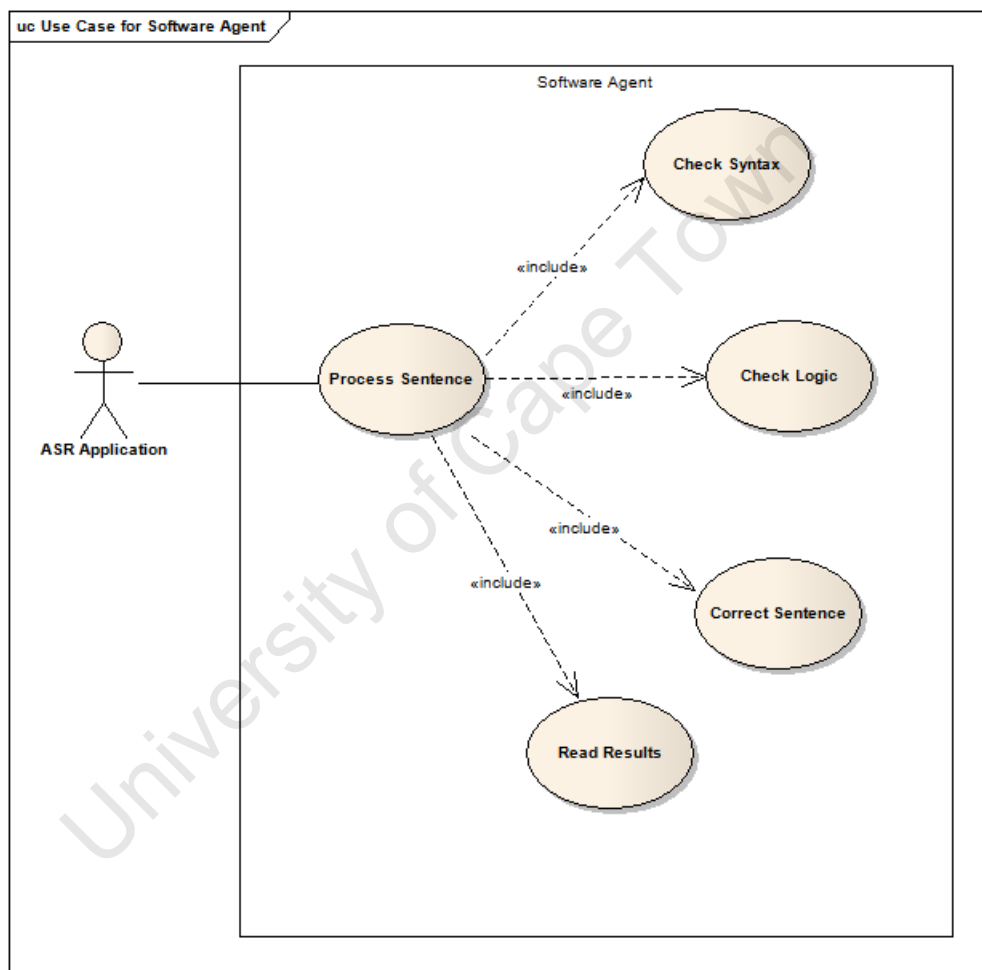 uc Use Case for Software Agent
Software Agent
Check Syntax
«include»
Process Sentence
Check Logic
«include»
ASR Application
«include»
«include»
Correct Sentence
Read Results
University of Cape Town